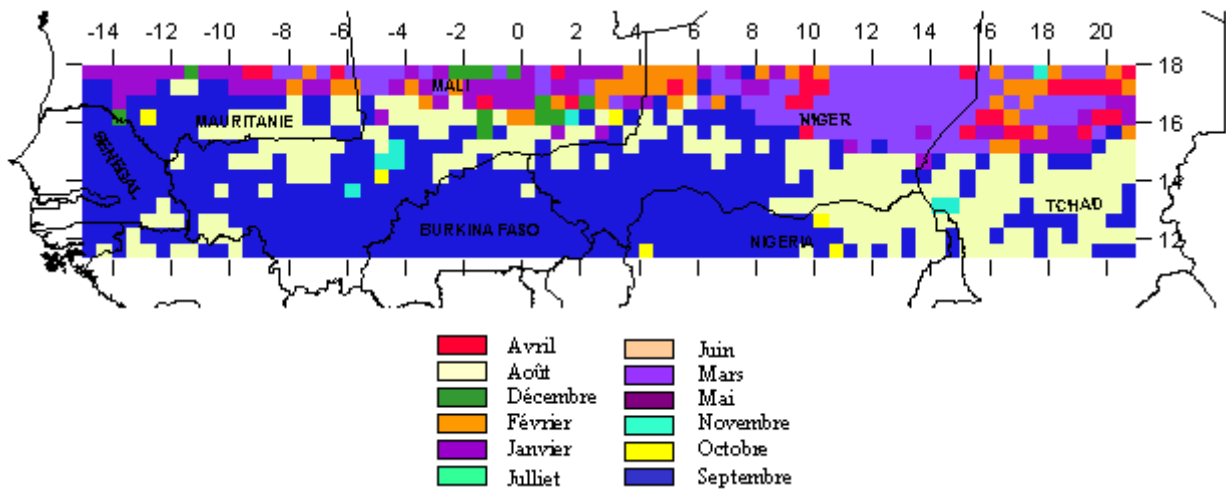 -14 -12 -10 -8 -6 -4 -2 0 2 4 6 8 10 12 14 16 18 20
18
MALI
MAURITANIE
NIGER
16
SENEGAL
14
TCHAD
BURKINA FASO
NIGERIA
12
Avril
Août
Décembre
Février
Janvier
Julliet
Juin
Mars
Mai
Novembre
Octobre
Septembre